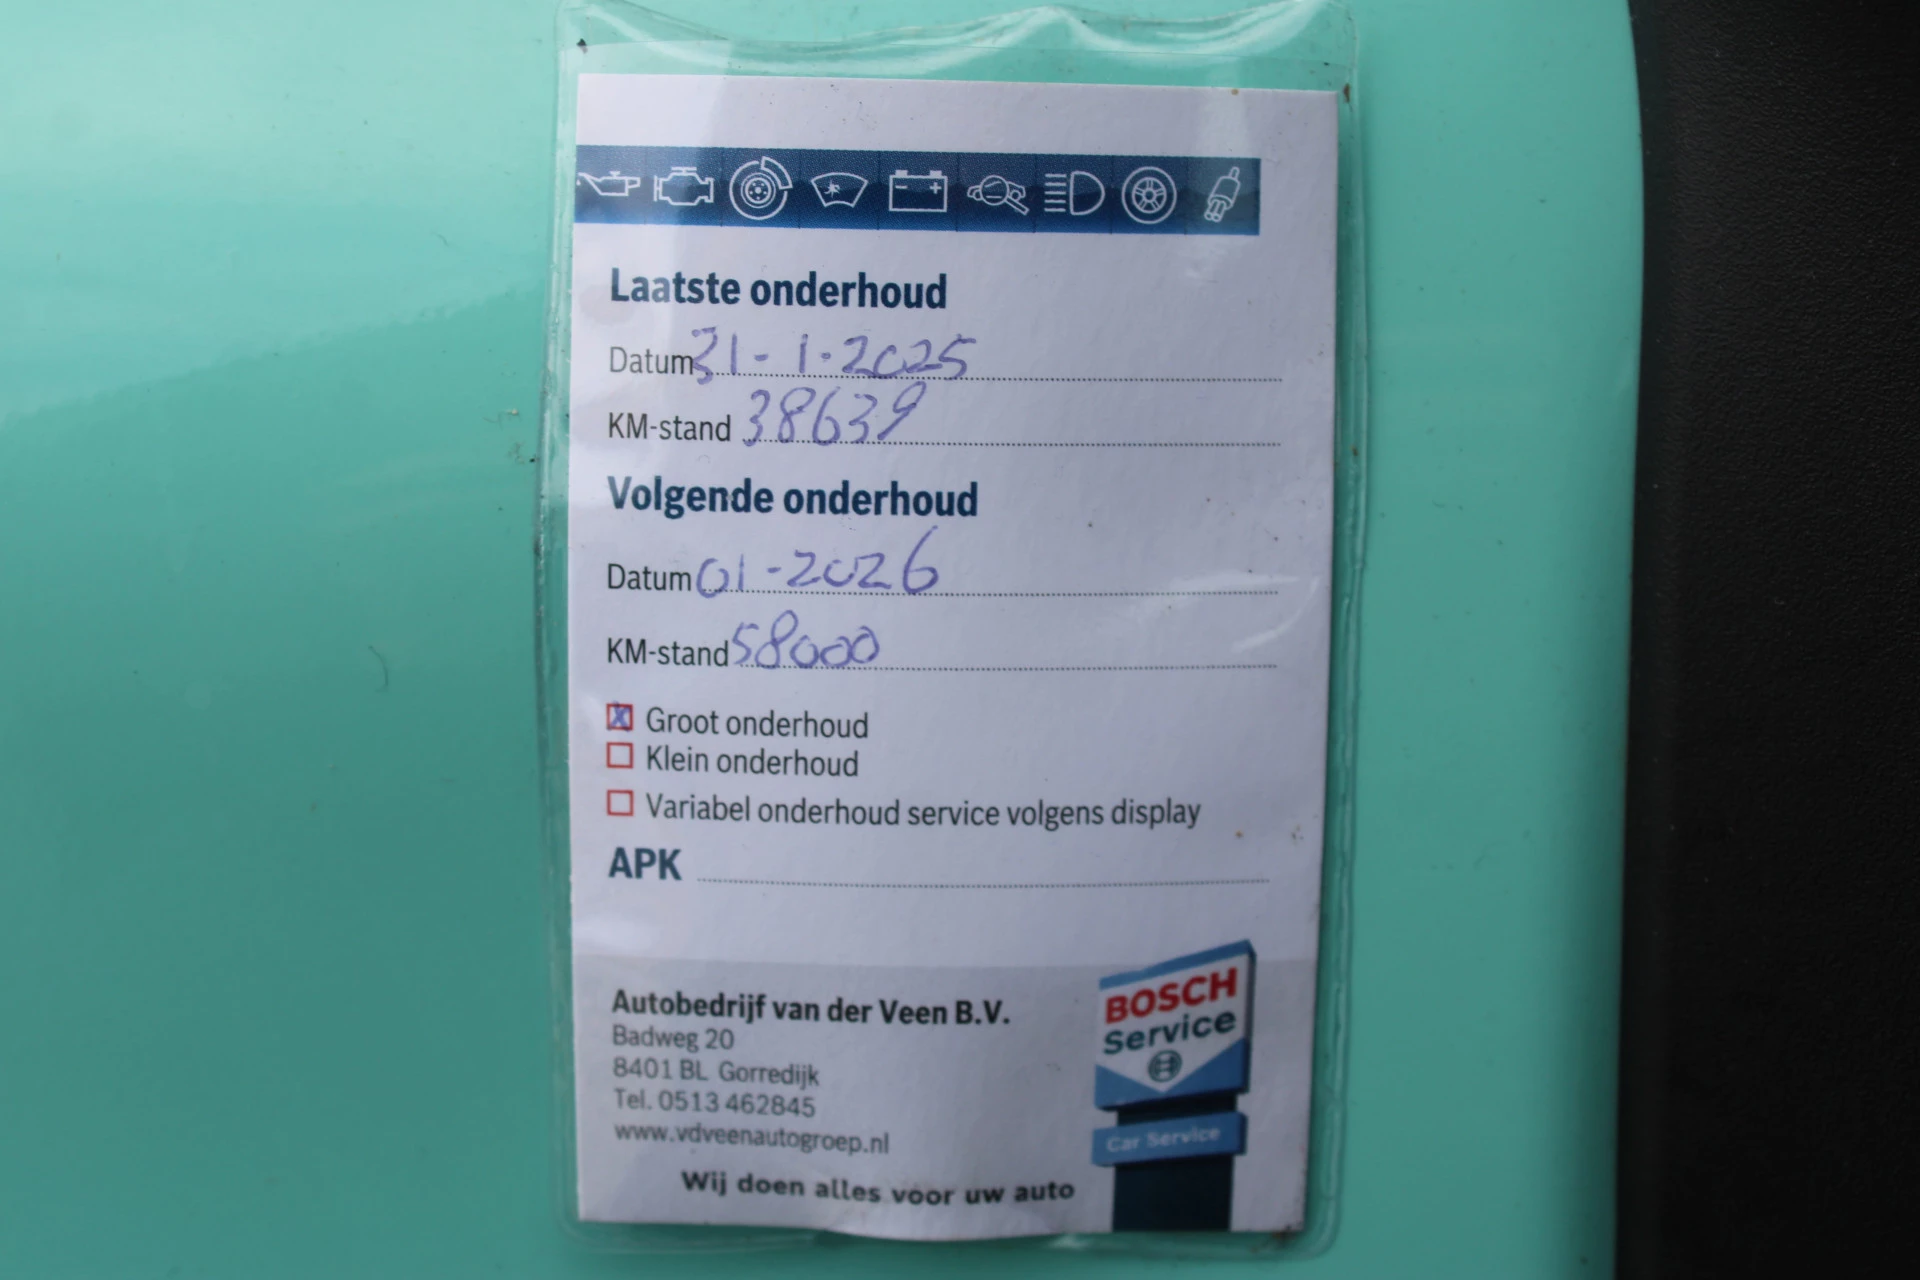 Laatste onderhoud
Datum 31-1-2025
KM-stand 38639
Volgende onderhoud
Datum 01-2026
KM-stand 58000
X Groot onderhoud
Klein onderhoud
Variabel onderhoud service volgens display
APK
Autobedrijf van der Veen B.V.
Badweg 20
8401 BL Gorredijk
Tel. 0513 462845
www.vdveenautogroep.nl
Wij doen alles voor uw auto
BOSCH
Service
Car Service